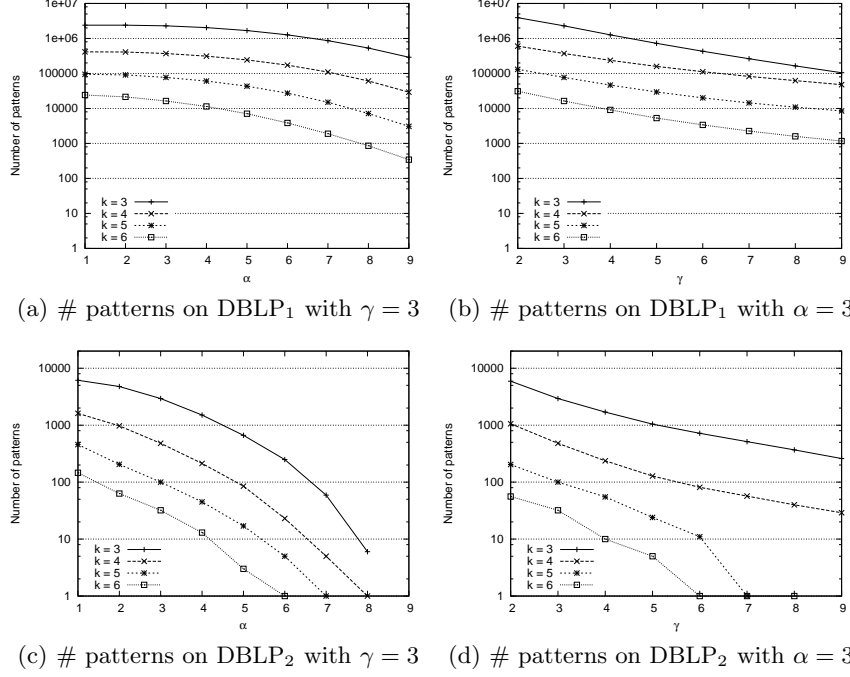 1e+07
1e+06
100000
10000
1000
100
10
1
Number of patterns
k = 3
k = 4
k = 5
k = 6
1 2 3 4 5 6 7 8 9
α
(a) # patterns on DBLP₁ with γ = 3
1e+07
1e+06
100000
10000
1000
100
10
1
Number of patterns
k = 3
k = 4
k = 5
k = 6
2 3 4 5 6 7 8 9
γ
(b) # patterns on DBLP₁ with α = 3
10000
1000
100
10
1
Number of patterns
k = 3
k = 4
k = 5
k = 6
1 2 3 4 5 6 7 8 9
α
(c) # patterns on DBLP₂ with γ = 3
10000
1000
100
10
1
Number of patterns
k = 3
k = 4
k = 5
k = 6
2 3 4 5 6 7 8 9
γ
(d) # patterns on DBLP₂ with α = 3